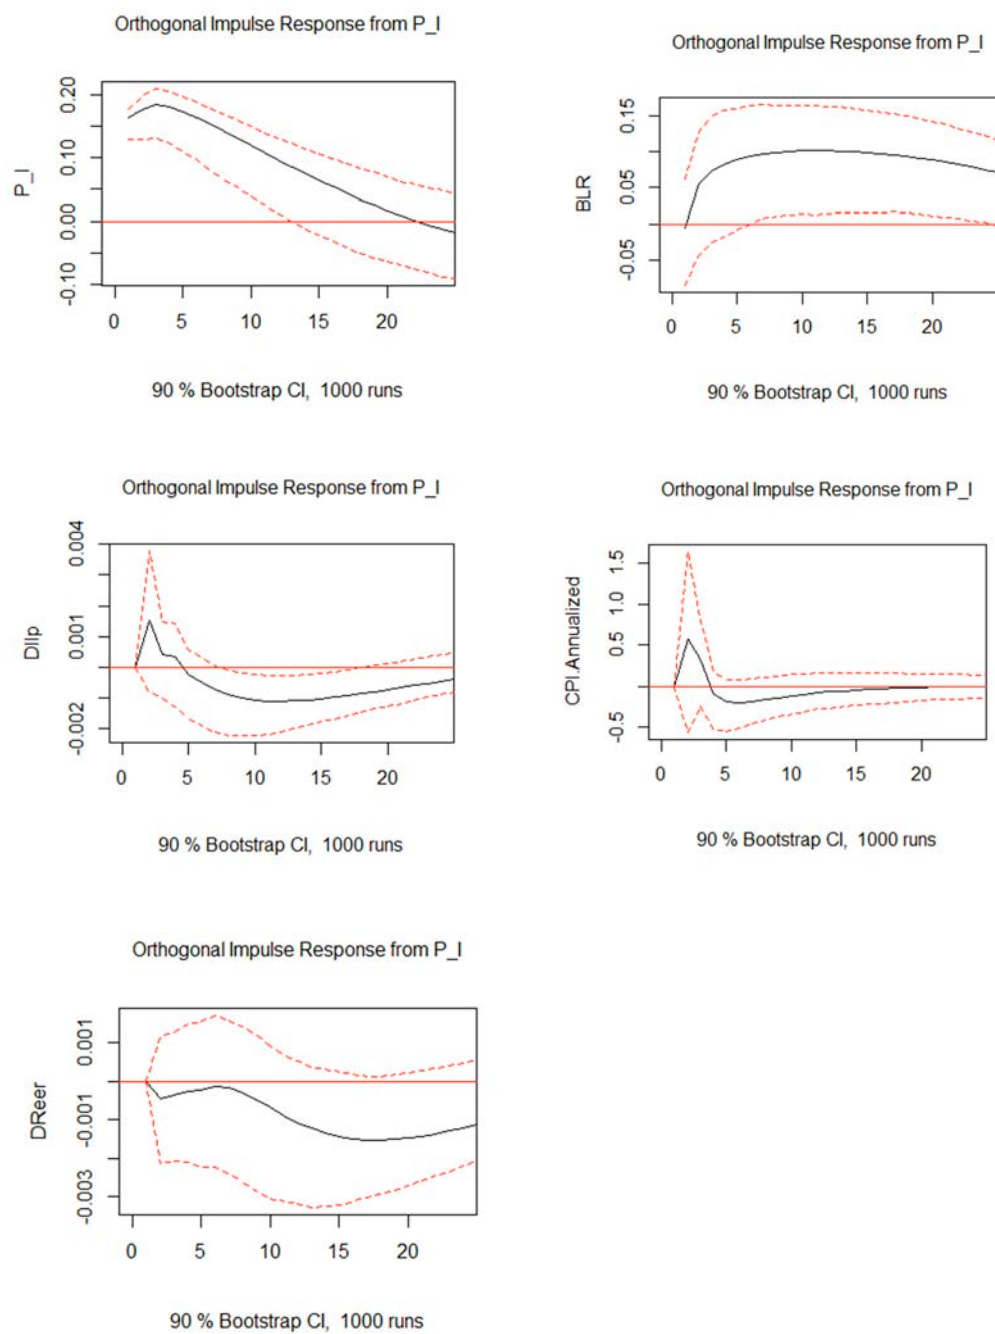 Orthogonal Impulse Response from P_I
P_I
0.20
0.10
0.00
-0.10
0 5 10 15 20
90 % Bootstrap CI, 1000 runs
Orthogonal Impulse Response from P_I
BLR
0.15
0.05
-0.05
0 5 10 15 20
90 % Bootstrap CI, 1000 runs
Orthogonal Impulse Response from P_I
DIIp
0.004
0.001
-0.002
0 5 10 15 20
90 % Bootstrap CI, 1000 runs
Orthogonal Impulse Response from P_I
CPI.Annualized
1.5
1.0
0.5
-0.5
0 5 10 15 20
90 % Bootstrap CI, 1000 runs
Orthogonal Impulse Response from P_I
DReer
0.001
-0.001
-0.003
0 5 10 15 20
90 % Bootstrap CI, 1000 runs